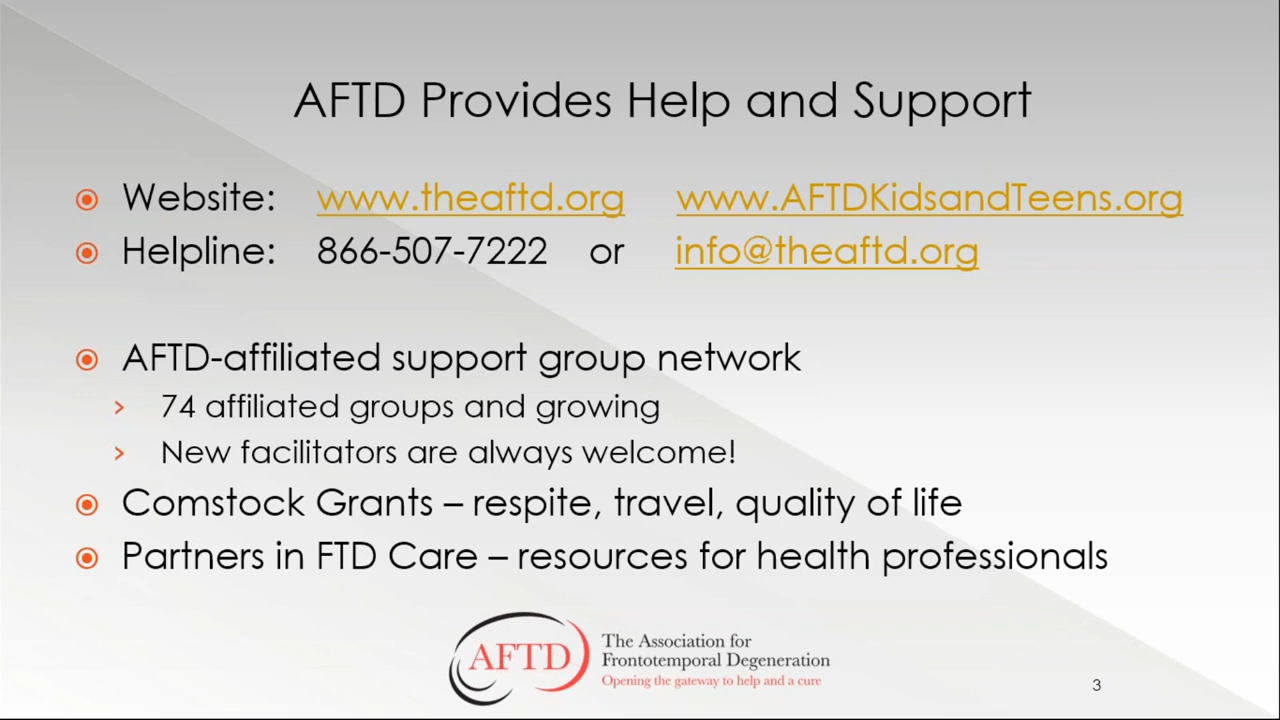 AFTD Provides Help and Support
Website: www.theaftd.org www.AFTDKidsandTeens.org
Helpline: 866-507-7222 or info@theaftd.org
AFTD-affiliated support group network
74 affiliated groups and growing
New facilitators are always welcome!
Comstock Grants – respite, travel, quality of life
Partners in FTD Care – resources for health professionals
AFTD
The Association for
Frontotemporal Degeneration
Opening the gateway to help and a cure
3